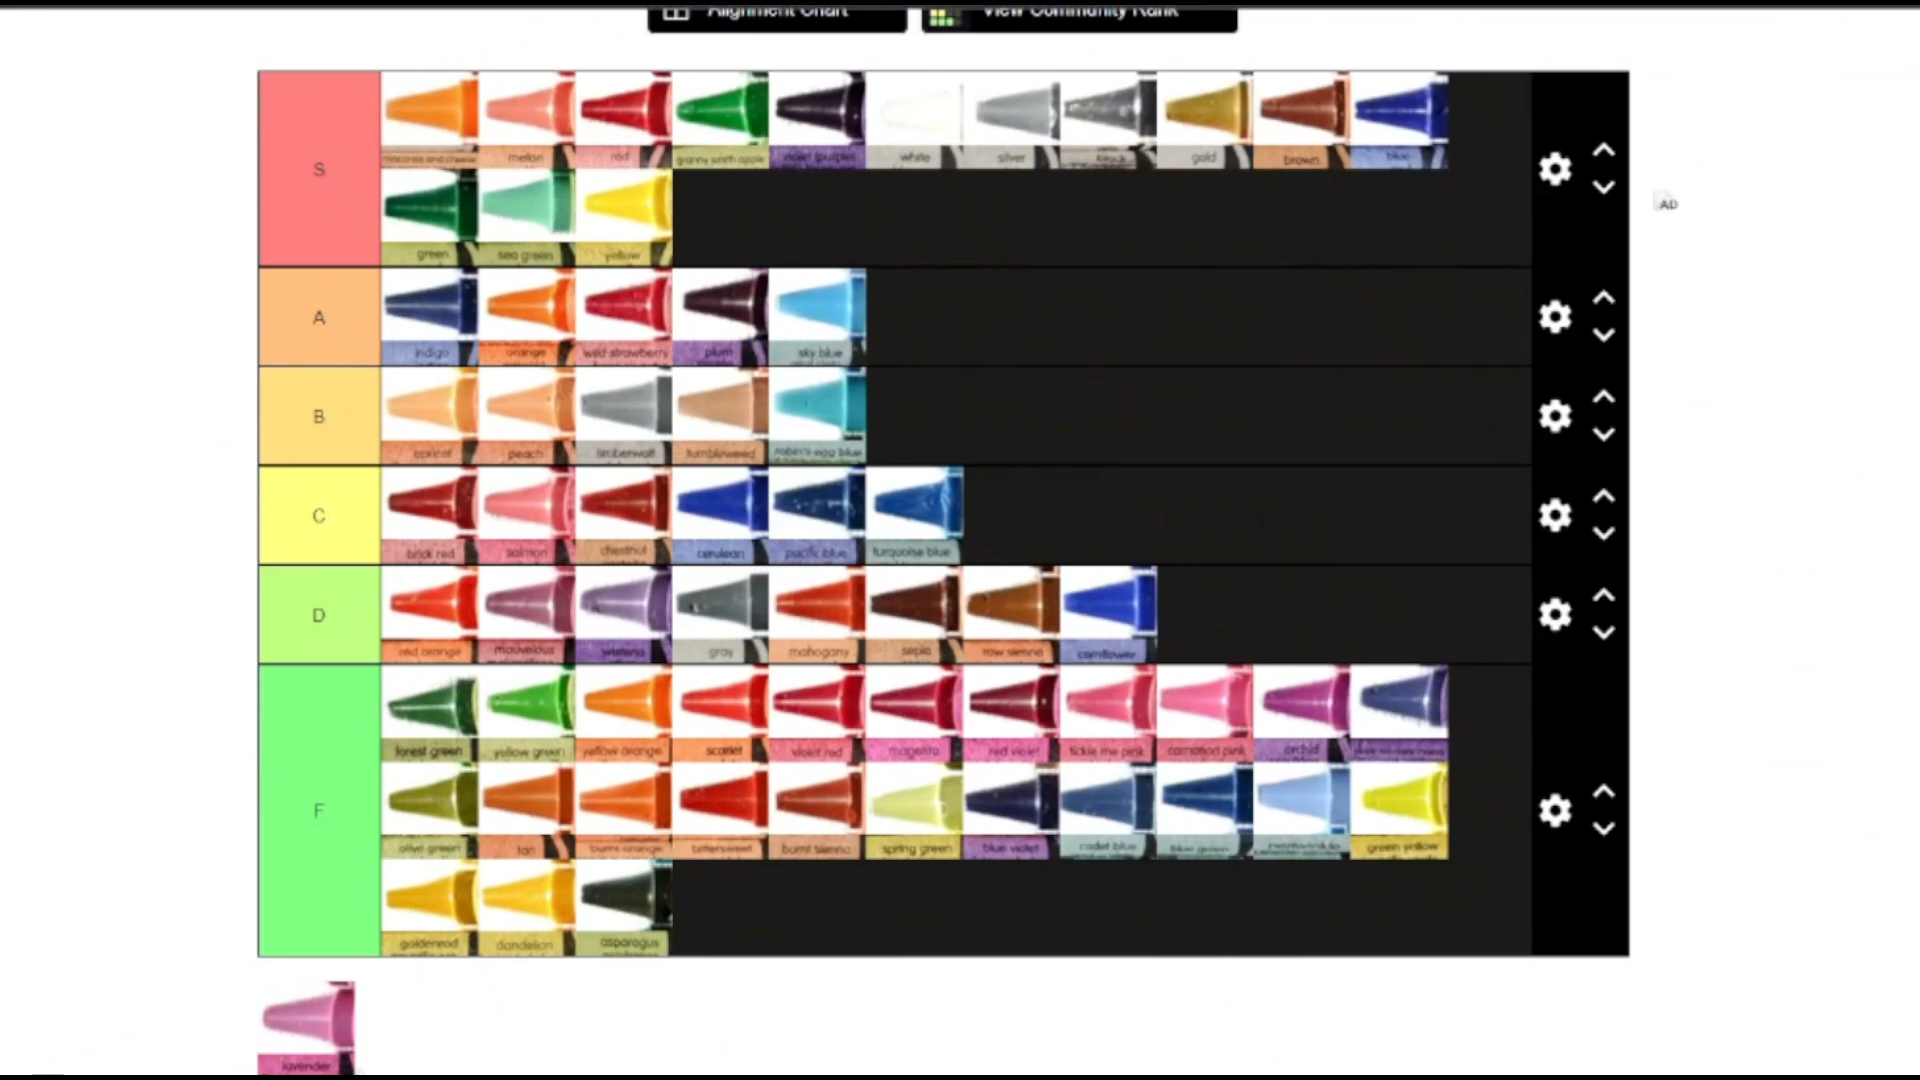 Alignment Chart View Community Rank
S
macaroni and cheese melon red granny smith apple violet (purple) white silver black gold brown blue
green sea green yellow
AD
A
indigo orange wild strawberry plum sky blue
B
apricot peach timberwolf tumbleweed robin's egg blue
C
brick red salmon chestnut cerulean pacific blue turquoise blue
D
red orange mauvelous wisteria gray mahogany sepia raw sienna cornflower
F
forest green yellow green yellow orange scarlet violet red magenta red violet tickle me pink carnation pink orchid
olive green tan burnt orange bittersweet burnt sienna spring green blue violet cadet blue blue green periwinkle green yellow
goldenrod dandelion asparagus
lavender